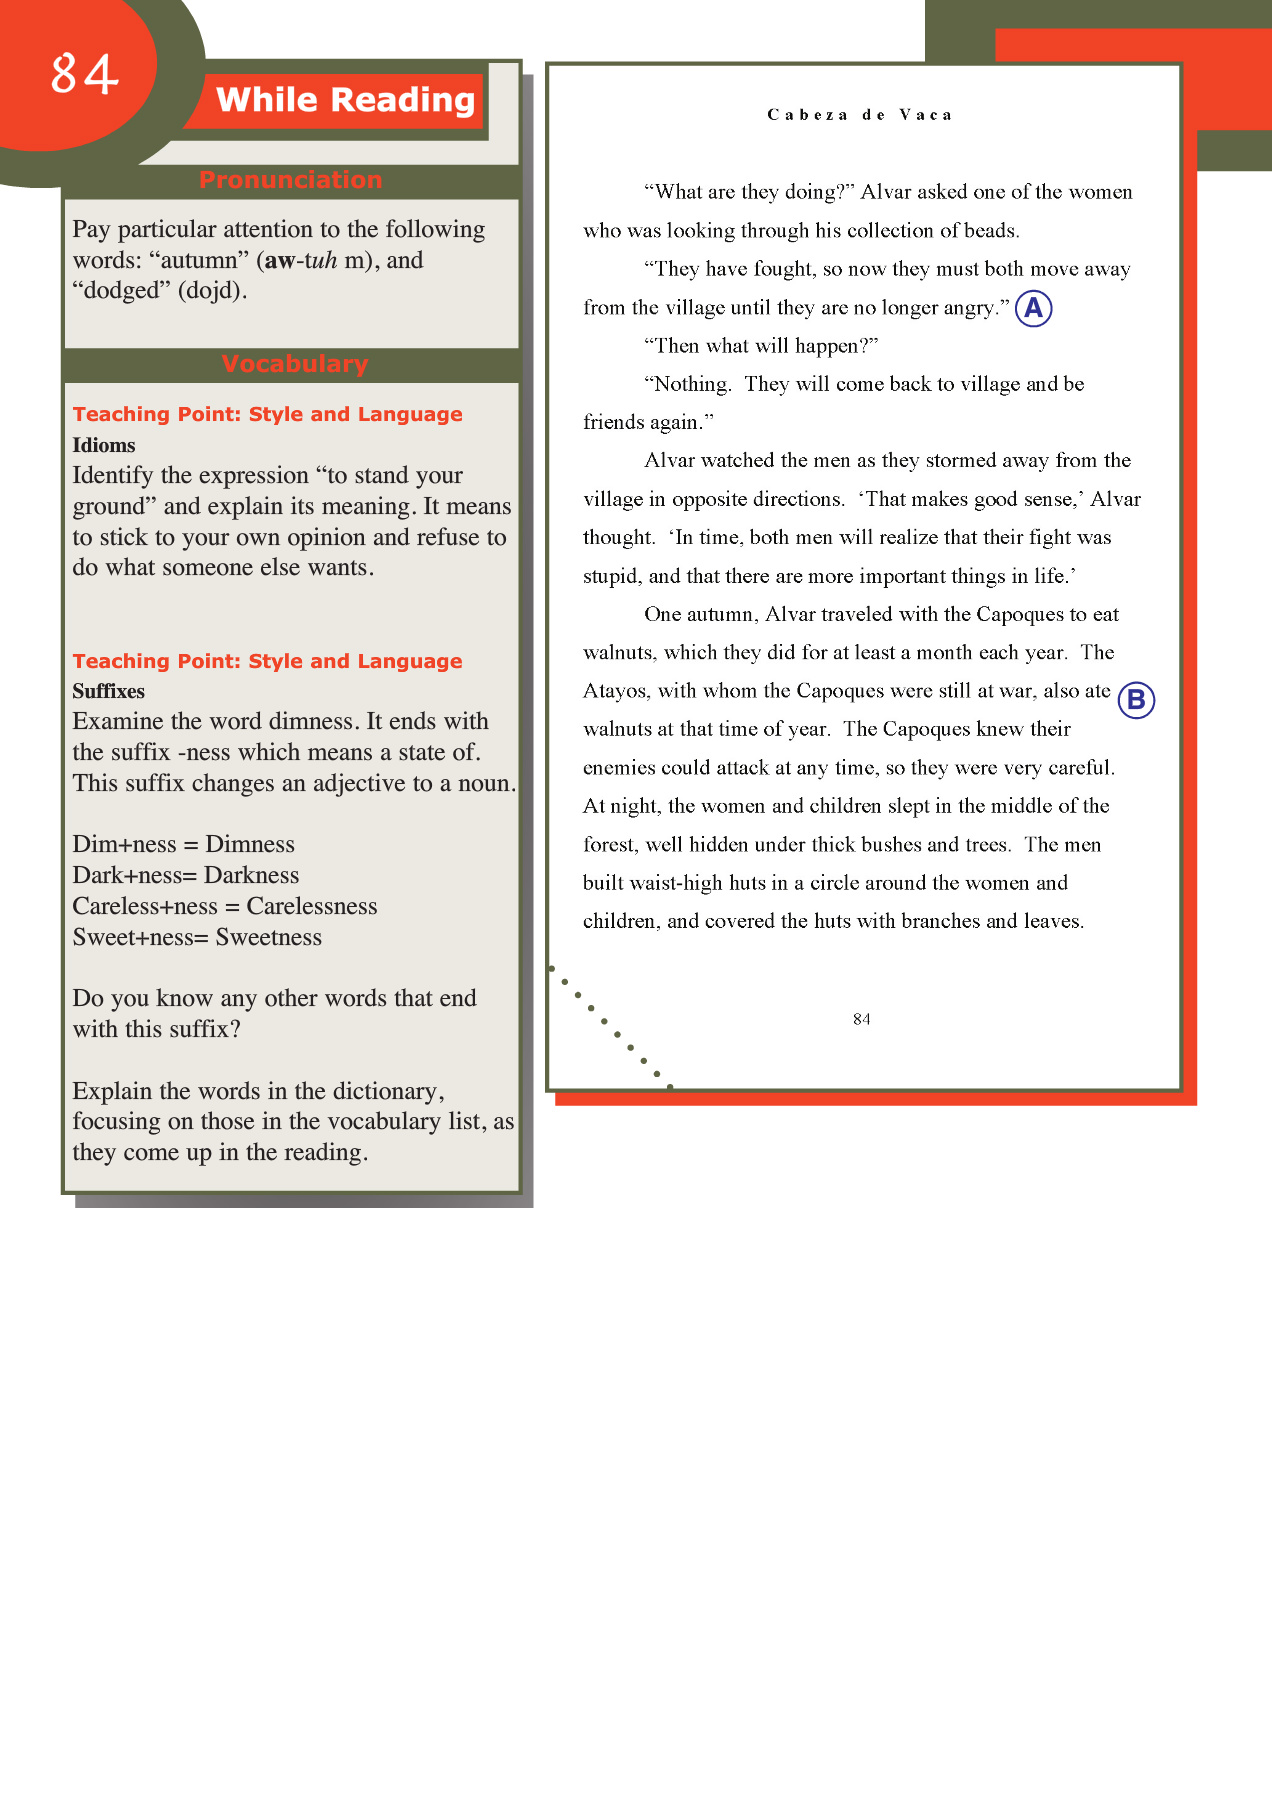 84
While Reading
Pronunciation
Pay particular attention to the following
words: “autumn” (aw-tuh m), and
“dodged” (dojd).
Vocabulary
Teaching Point: Style and Language
Idioms
Identify the expression “to stand your
ground” and explain its meaning. It means
to stick to your own opinion and refuse to
do what someone else wants.
Teaching Point: Style and Language
Suffixes
Examine the word dimness. It ends with
the suffix -ness which means a state of.
This suffix changes an adjective to a noun.
Dim+ness = Dimness
Dark+ness= Darkness
Careless+ness = Carelessness
Sweet+ness= Sweetness
Do you know any other words that end
with this suffix?
Explain the words in the dictionary,
focusing on those in the vocabulary list, as
they come up in the reading.
Cabeza de Vaca
“What are they doing?” Alvar asked one of the women
who was looking through his collection of beads.
“They have fought, so now they must both move away
from the village until they are no longer angry.” A
“Then what will happen?”
“Nothing. They will come back to village and be
friends again.”
Alvar watched the men as they stormed away from the
village in opposite directions. ‘That makes good sense,’ Alvar
thought. ‘In time, both men will realize that their fight was
stupid, and that there are more important things in life.’
One autumn, Alvar traveled with the Capoques to eat
walnuts, which they did for at least a month each year. The
Atayos, with whom the Capoques were still at war, also ate B
walnuts at that time of year. The Capoques knew their
enemies could attack at any time, so they were very careful.
At night, the women and children slept in the middle of the
forest, well hidden under thick bushes and trees. The men
built waist-high huts in a circle around the women and
children, and covered the huts with branches and leaves.
84